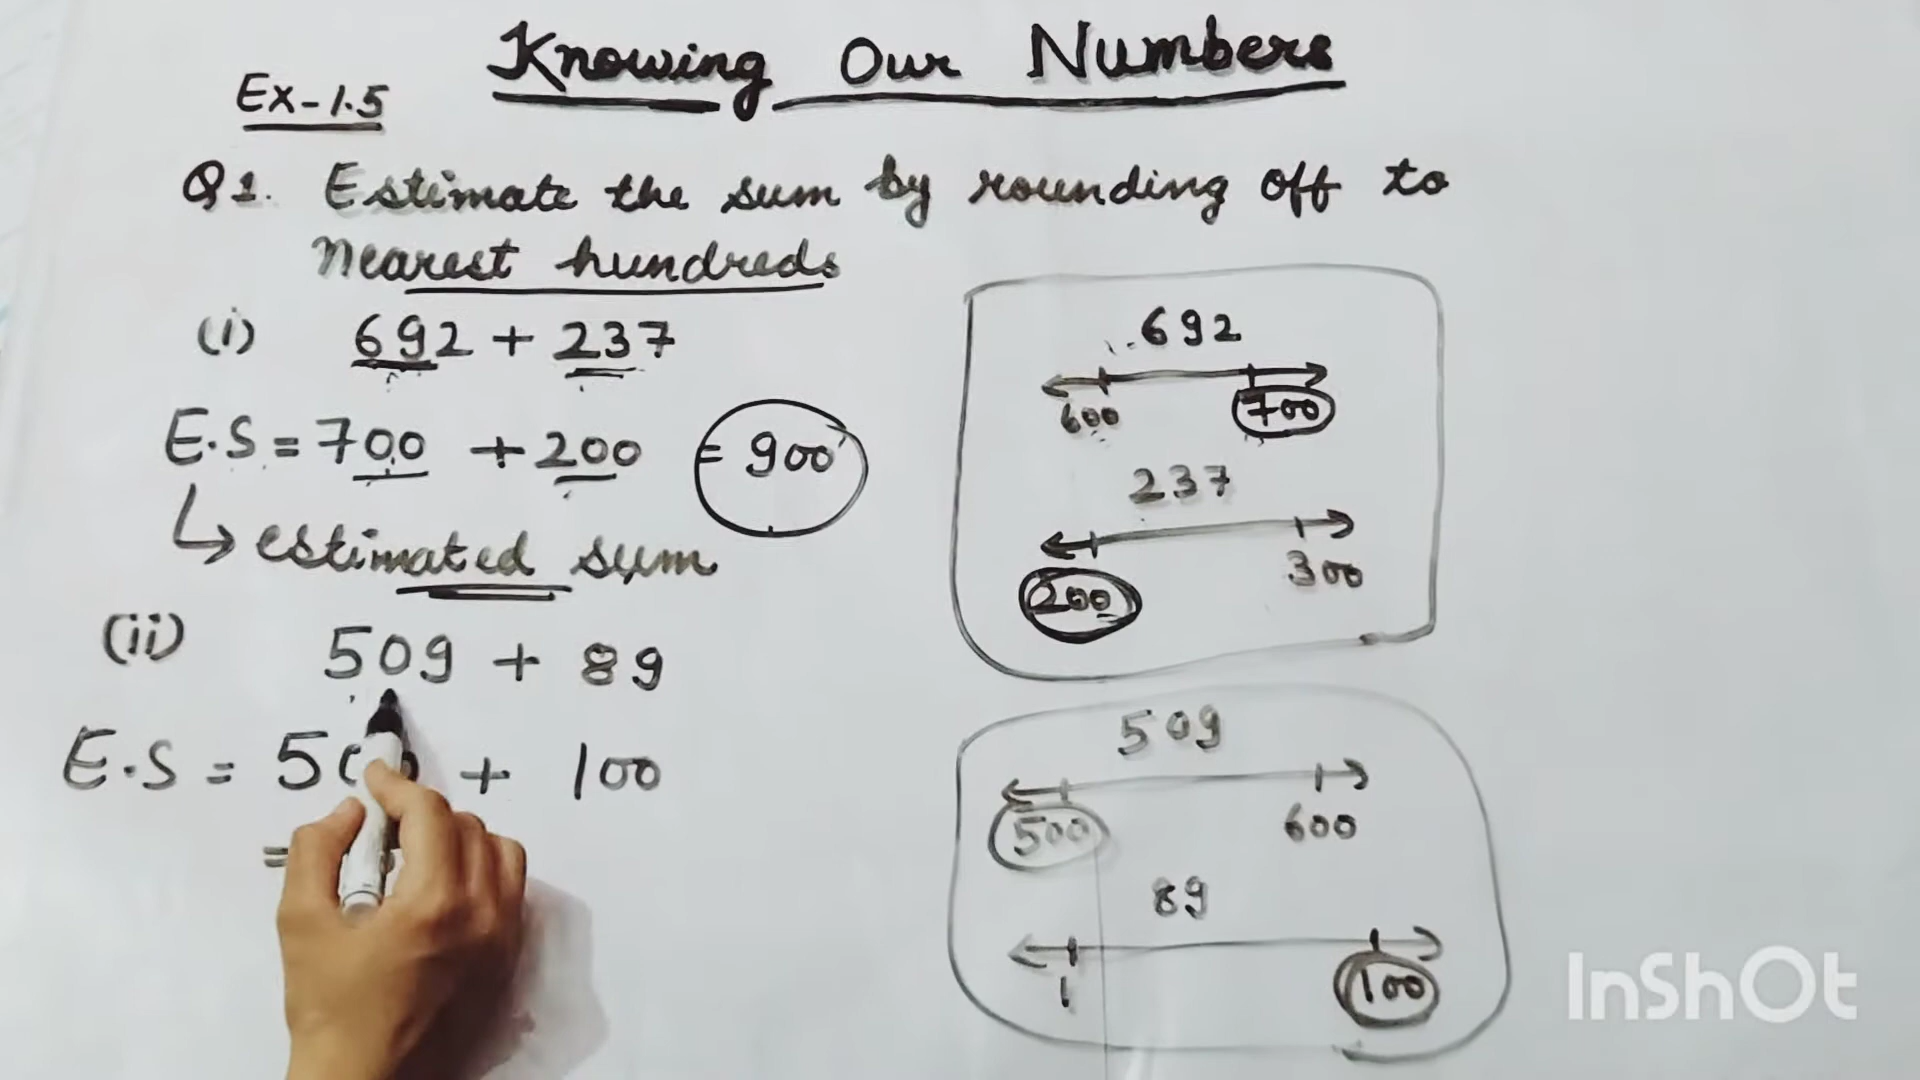 Knowing Our Numbers
Ex-1.5
Q1. Estimate the sum by rounding off to
nearest hundreds
(i) 692 + 237
E.S = 700 + 200 = 900
↳ estimated sum
(ii) 509 + 89
E.S = 500 + 100
=
692
600 700
237
200 300
509
500 600
89
1 100
InShOt